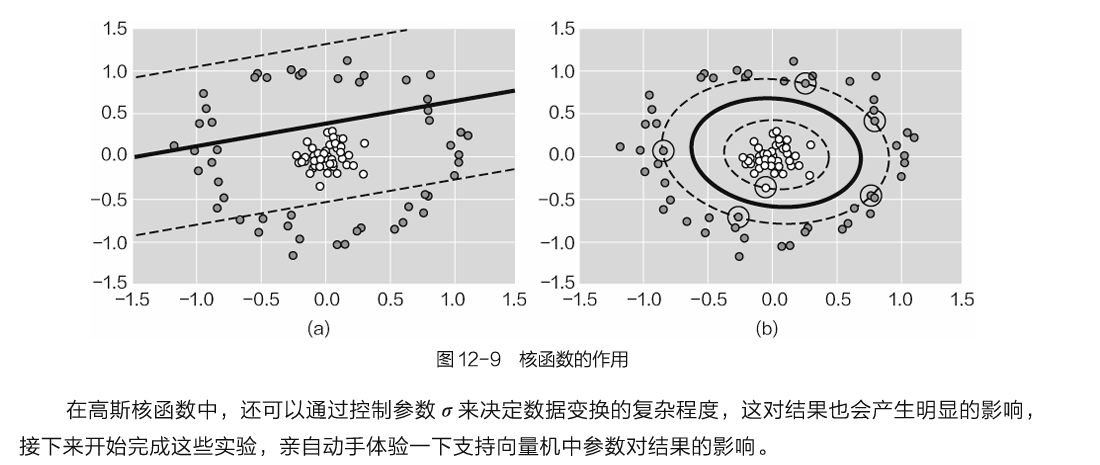 1.5
1.0
0.5
0.0
−0.5
−1.0
−1.5
−1.5 −1.0 −0.5 0.0 0.5 1.0 1.5
(a)
1.5
1.0
0.5
0.0
−0.5
−1.0
−1.5
−1.5 −1.0 −0.5 0.0 0.5 1.0 1.5
(b)
图 12-9 核函数的作用
在高斯核函数中，还可以通过控制参数 σ 来决定数据变换的复杂程度，这对结果也会产生明显的影响，
接下来开始完成这些实验，亲自动手体验一下支持向量机中参数对结果的影响。